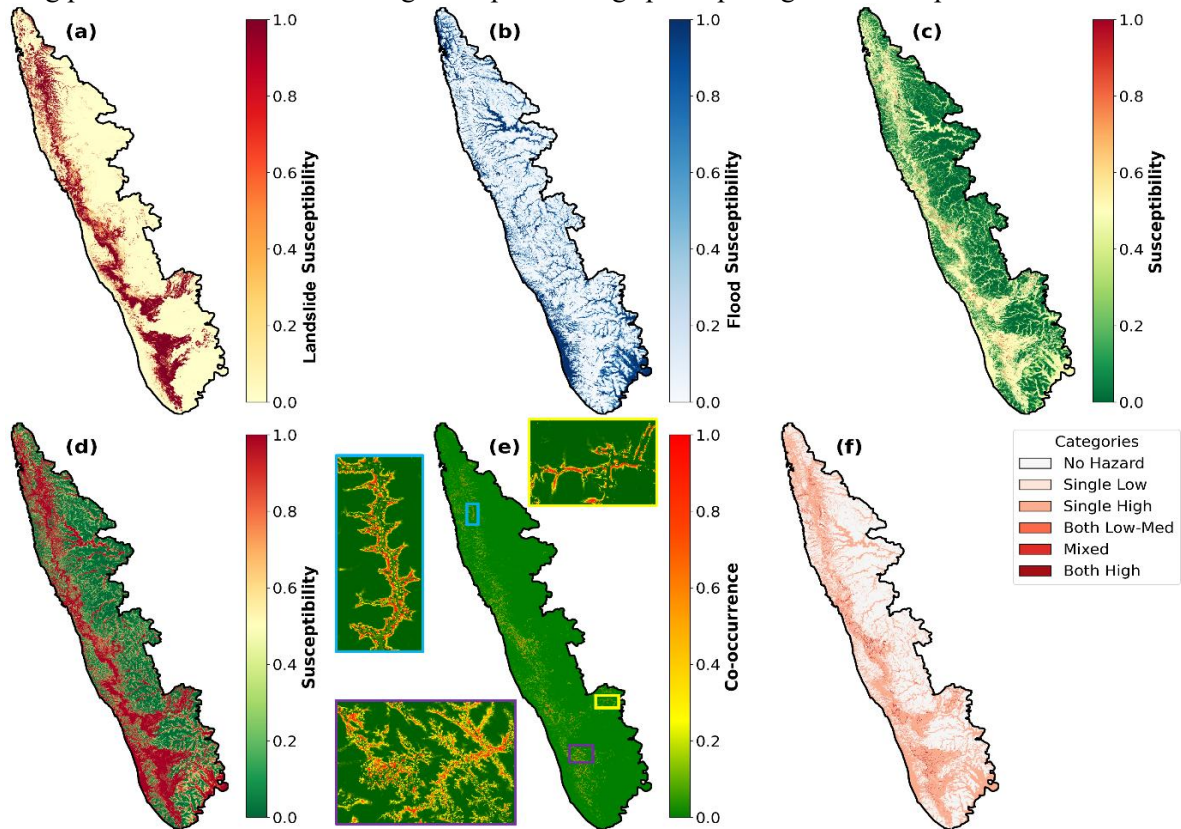 (a)
1.0
0.8
0.6
0.4
0.2
0.0
Landslide Susceptibility
(b)
1.0
0.8
0.6
0.4
0.2
0.0
Flood Susceptibility
(c)
1.0
0.8
0.6
0.4
0.2
0.0
Susceptibility
(d)
1.0
0.8
0.6
0.4
0.2
0.0
Susceptibility
(e)
1.0
0.8
0.6
0.4
0.2
0.0
Co-occurrence
(f)
Categories
No Hazard
Single Low
Single High
Both Low-Med
Mixed
Both High